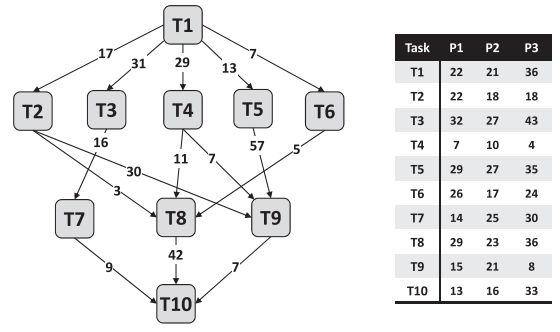 T1
17
31
29
13
7
T2
T3
T4
T5
T6
16
57
5
11
7
30
3
T7
T8
T9
42
9
7
T10
Task P1 P2 P3
T1 22 21 36
T2 22 18 18
T3 32 27 43
T4 7 10 4
T5 29 27 35
T6 26 17 24
T7 14 25 30
T8 29 23 36
T9 15 21 8
T10 13 16 33